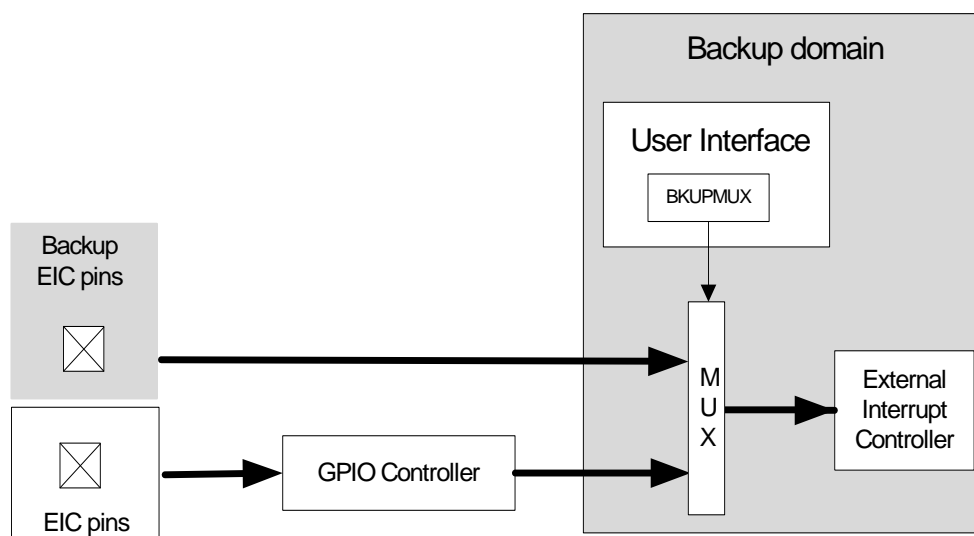 Backup domain
User Interface
BKUPMUX
Backup
EIC pins
M
U
X
External
Interrupt
Controller
GPIO Controller
EIC pins